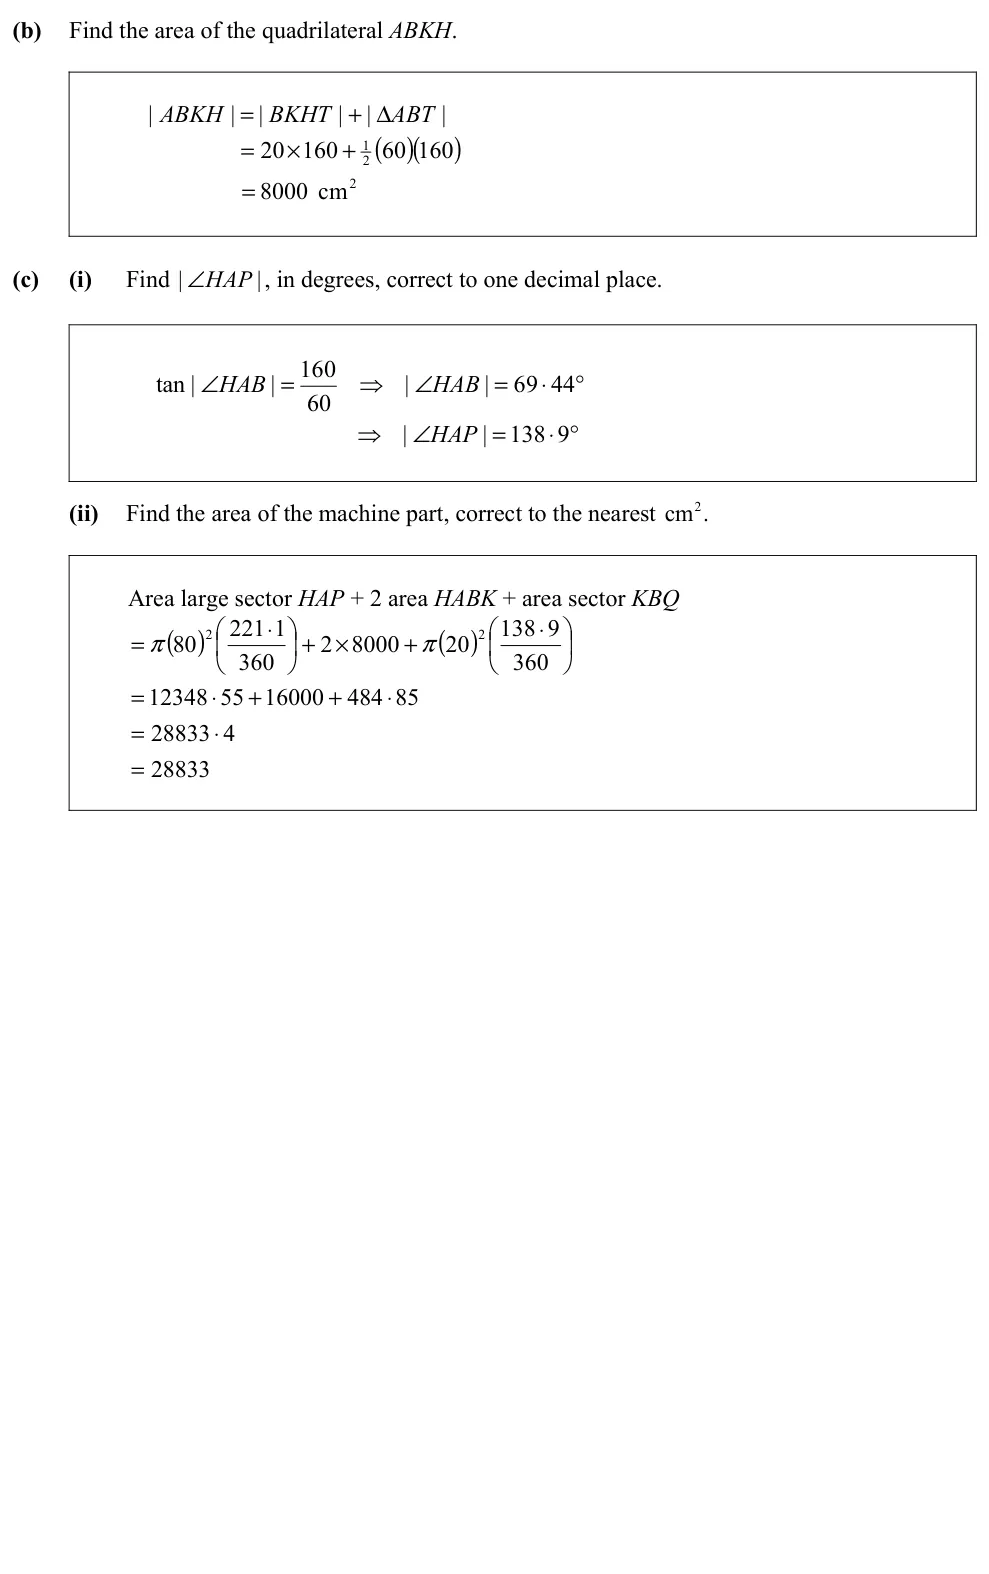 (b) Find the area of the quadrilateral ABKH.
| ABKH | = | BKHT | + | ΔABT |
= 20×160 + ½(60)(160)
= 8000 cm²
(c) (i) Find | ∠HAP |, in degrees, correct to one decimal place.
tan | ∠HAB | = 160/60 ⇒ | ∠HAB | = 69·44°
⇒ | ∠HAP | = 138·9°
(ii) Find the area of the machine part, correct to the nearest cm².
Area large sector HAP + 2 area HABK + area sector KBQ
= π(80)²(221·1/360) + 2×8000 + π(20)²(138·9/360)
= 12348·55 + 16000 + 484·85
= 28833·4
= 28833